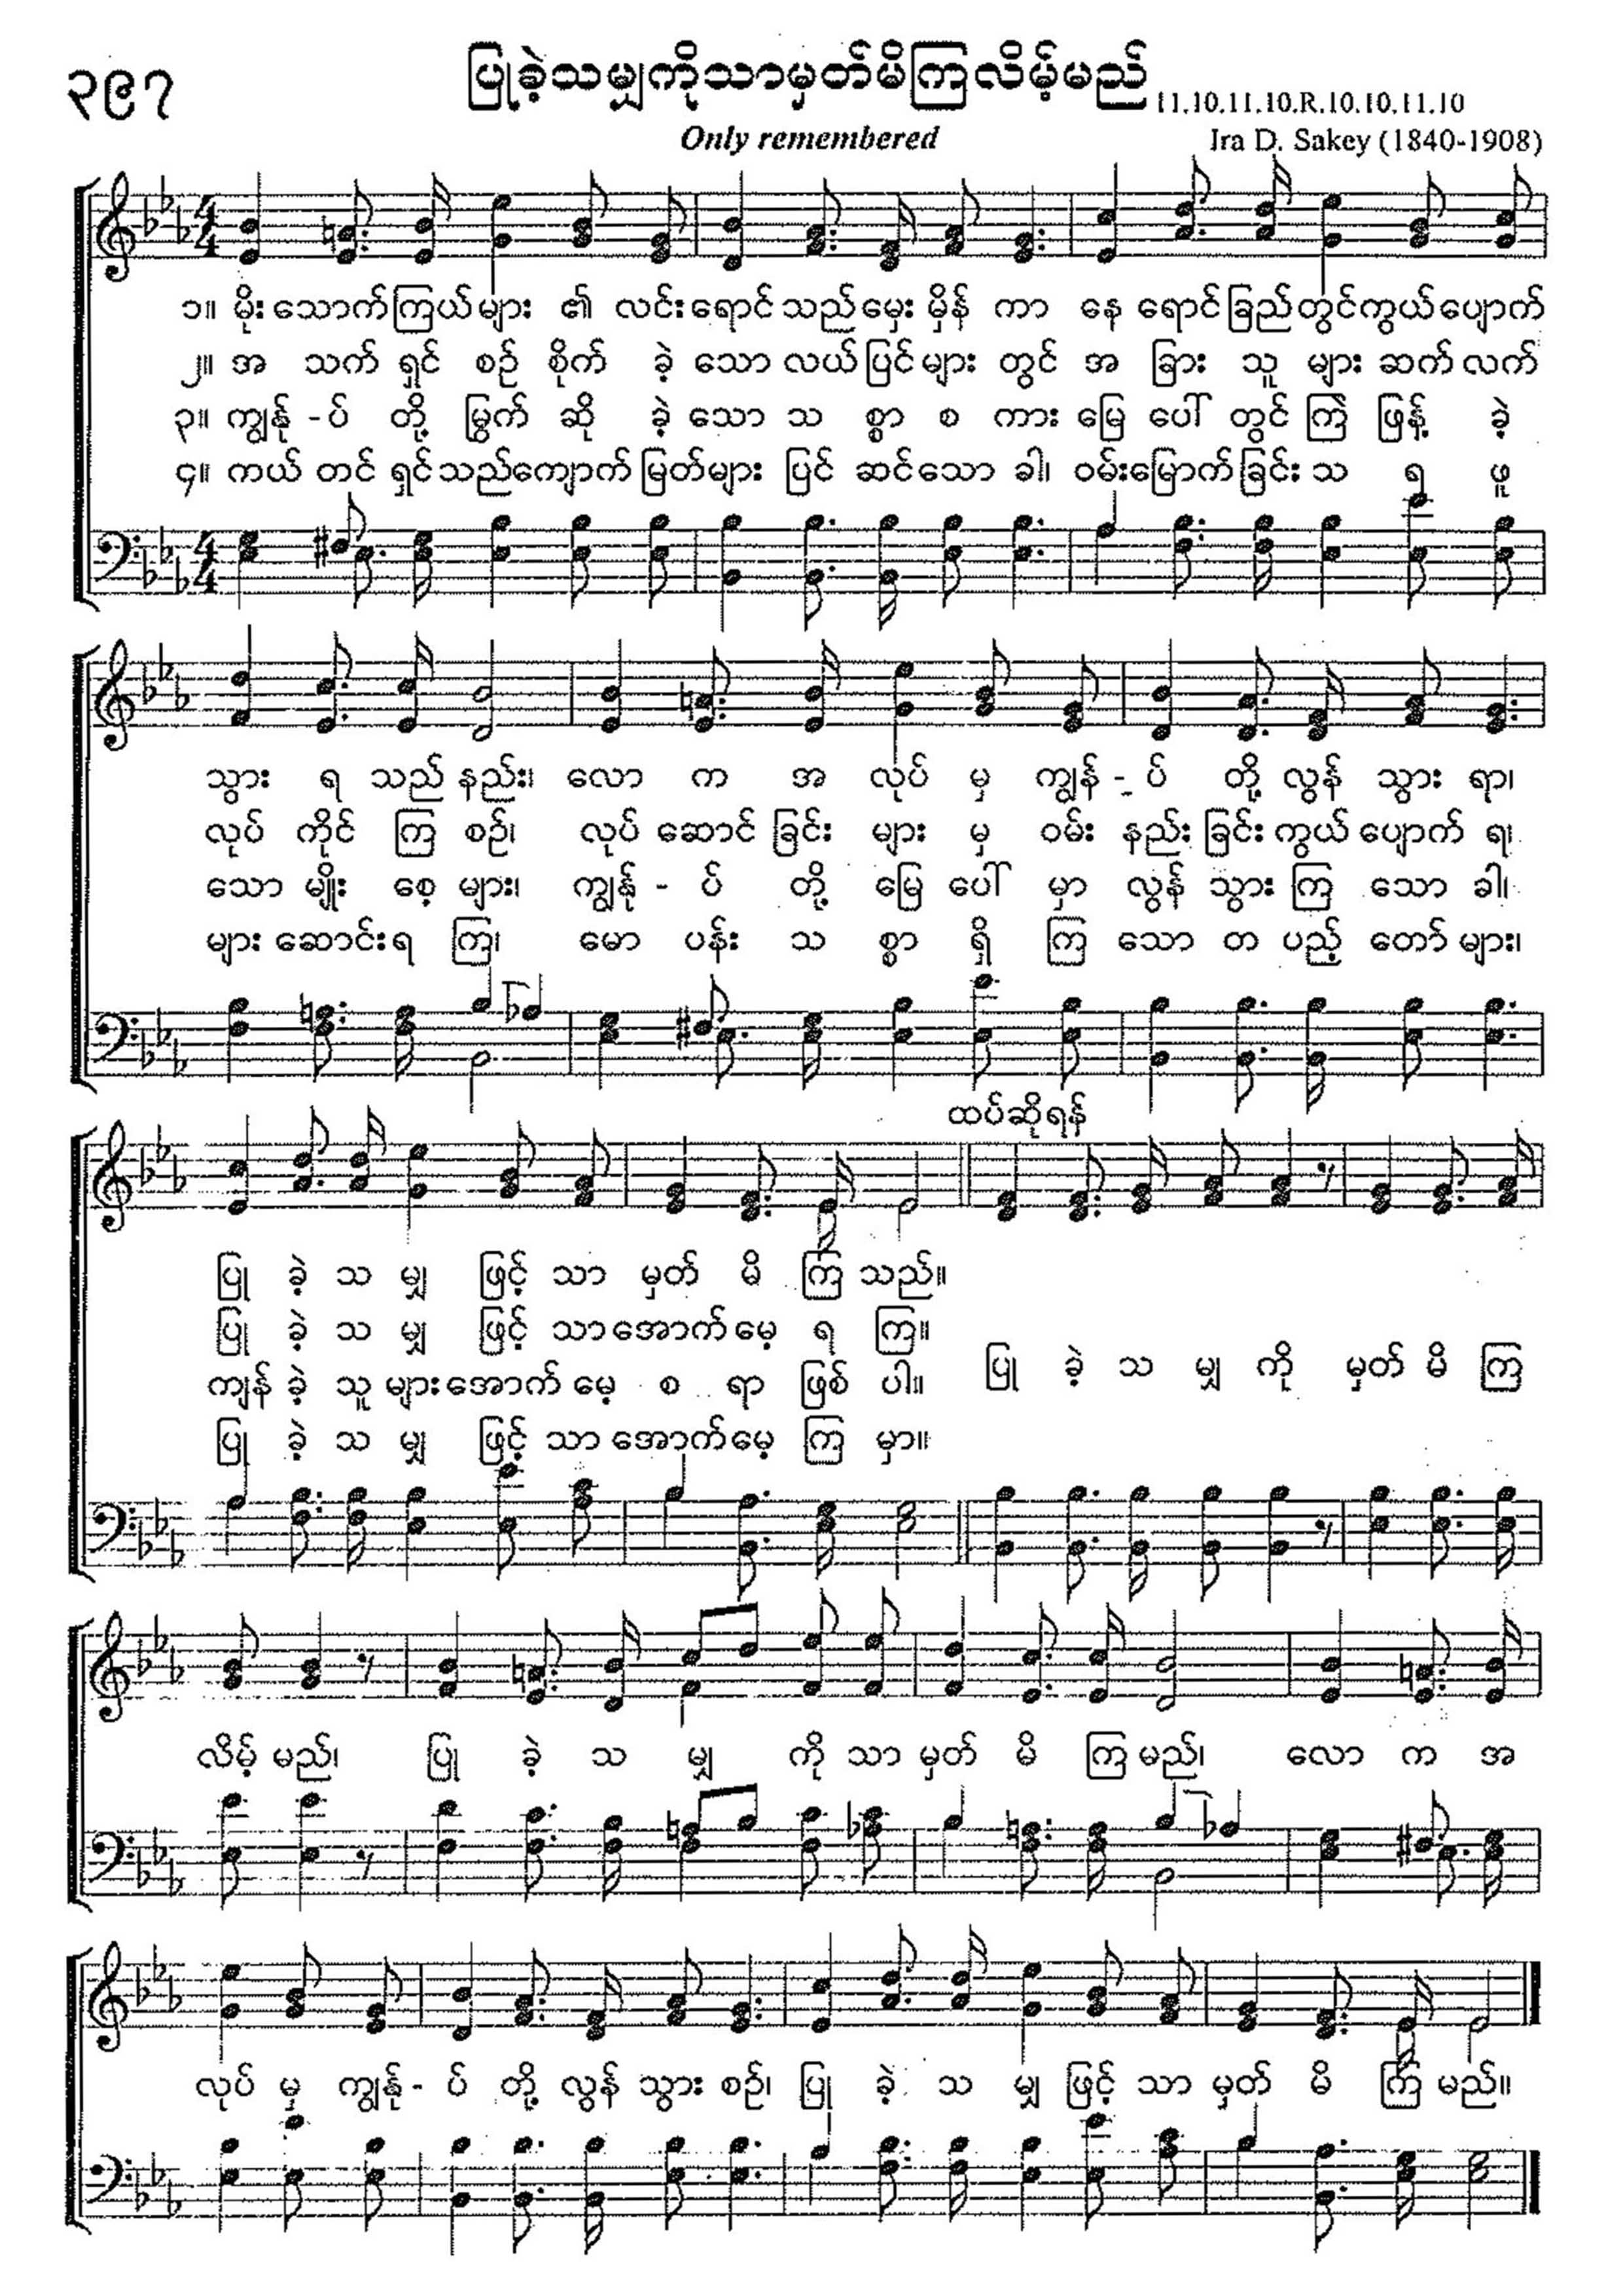 ၃၉၇
ပြုခဲ့သမျှကိုသာမှတ်မိကြလိမ့်မည်
11.10.11.10.R.10.10.11.10
Only remembered
Ira D. Sakey (1840-1908)
၁။ မိုး သောက် ကြယ် များ ၏ လင်း ရောင် သည် မှေး မှိန် ကာ နေ ရောင် ခြည် တွင် ကွယ် ပျောက်
၂။ အ သက် ရှင် စဉ် စိုက် ခဲ့ သော လယ် ပြင် များ တွင် အ ခြား သူ များ ဆက် လက်
၃။ ကျွန်ု - ပ် တို့ မြွက် ဆို ခဲ့ သော သ စ္စာ စ ကား မြေ ပေါ် တွင် ကြဲ ဖြန့် ခဲ့
၄။ ကယ် တင် ရှင် သည် ကျောက် မြတ် များ ပြင် ဆင် သော ခါ၊ ဝမ်း မြောက် ခြင်း သ ရ ဖူ
သွား ရ သည် နည်း၊ လော က အ လုပ် မှ ကျွန် - ုပ် တို့ လွန် သွား ရာ၊
လုပ် ကိုင် ကြ စဉ်၊ လုပ် ဆောင် ခြင်း များ မှ ဝမ်း နည်း ခြင်း ကွယ် ပျောက် ရ၊
သော မျိုး စေ့ များ၊ ကျွန်ု - ပ် တို့ မြေ ပေါ် မှာ လွန် သွား ကြ သော ခါ၊
များ ဆောင်း ရ ကြ၊ မော ပန်း သ စ္စာ ရှိ ကြ သော တ ပည့် တော် များ၊
ထပ်ဆိုရန်
ပြု ခဲ့ သ မျှ ဖြင့် သာ မှတ် မိ ကြ သည်။
ပြု ခဲ့ သ မျှ ဖြင့် သာ အောက် မေ့ ရ ကြ။
ပြု ခဲ့ သ မျှ ကို မှတ် မိ ကြ
ကျန် ခဲ့ သူ များ အောက် မေ့ စ ရာ ဖြစ် ပါ။
ပြု ခဲ့ သ မျှ ဖြင့် သာ အောက် မေ့ ကြ မှာ။
လိမ့် မည်၊ ပြု ခဲ့ သ မျှ ကို သာ မှတ် မိ ကြ မည်၊ လော က အ
လုပ် မှ ကျွန်ု - ပ် တို့ လွန် သွား စဉ်၊ ပြု ခဲ့ သ မျှ ဖြင့် သာ မှတ် မိ ကြ မည်။